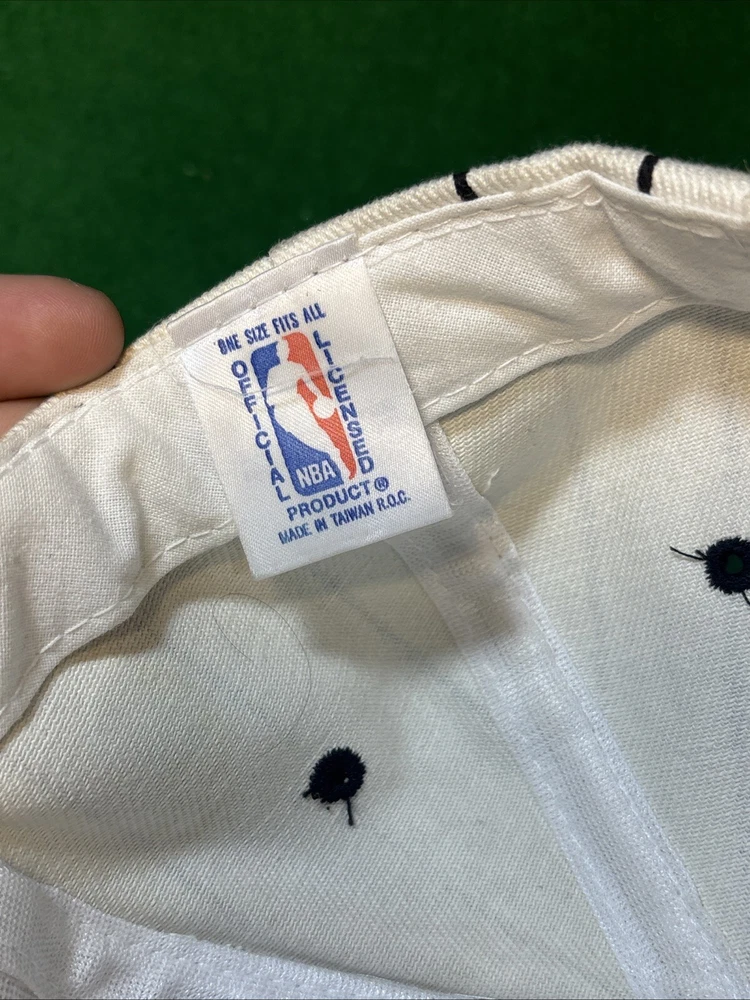 ONE SIZE FITS ALL
OFFICIAL
LICENSED
NBA
PRODUCT®
MADE IN TAIWAN R.O.C.